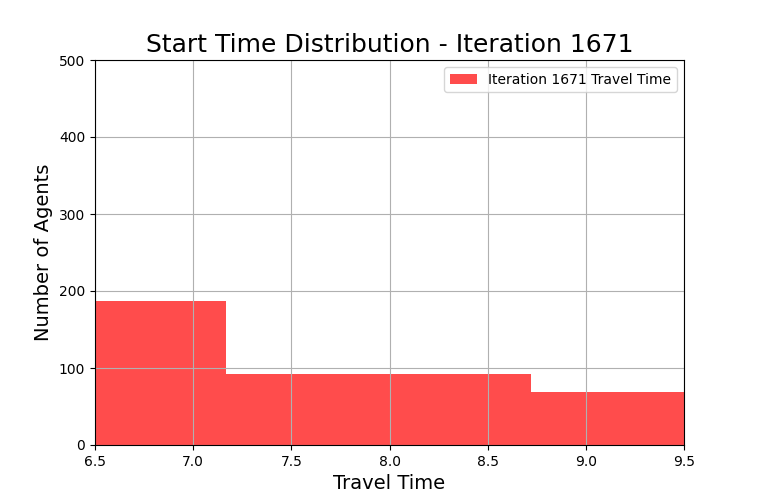 Start Time Distribution - Iteration 1671
Iteration 1671 Travel Time
Number of Agents
500
400
300
200
100
0
6.5 7.0 7.5 8.0 8.5 9.0 9.5
Travel Time